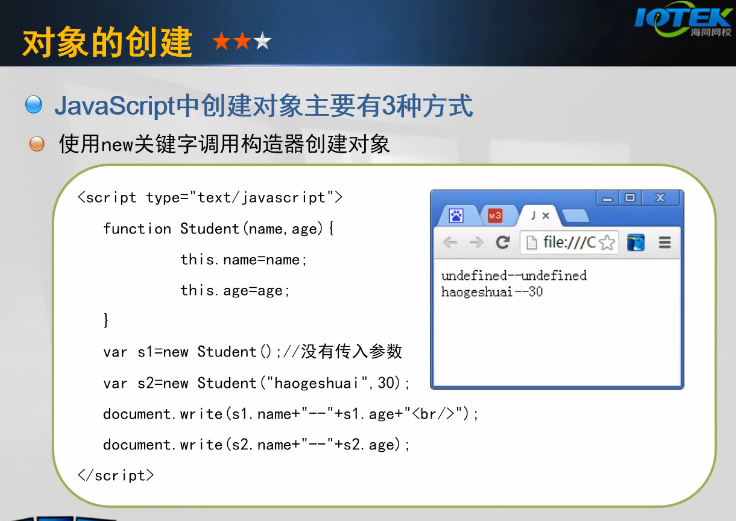 对象的创建
IOTEK
海同网校
JavaScript中创建对象主要有3种方式
使用new关键字调用构造器创建对象
<script type="text/javascript">
function Student(name,age){
this.name=name;
this.age=age;
}
var s1=new Student();//没有传入参数
var s2=new Student("haogeshuai",30);
document.write(s1.name+"--"+s1.age+"<br/>");
document.write(s2.name+"--"+s2.age);
</script>
w3
J
file:///C
undefined--undefined
haogeshuai--30